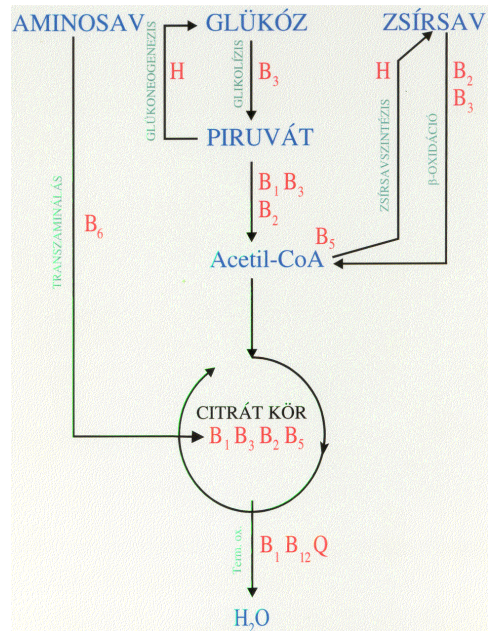 AMINOSAV
GLÜKÓZ
ZSÍRSAV
GLÜKONEOGENEZIS
H
GLIKOLÍZIS
B3
PIRUVÁT
ZSÍRSAVSZINTÉZIS
H
β-OXIDÁCIÓ
B2
B3
TRANSZAMINALÁS
B6
B1 B3
B2
B5
Acetil-CoA
CITRÁT KÖR
B1 B3 B2 B5
Term. ox.
B1 B12 Q
H2O